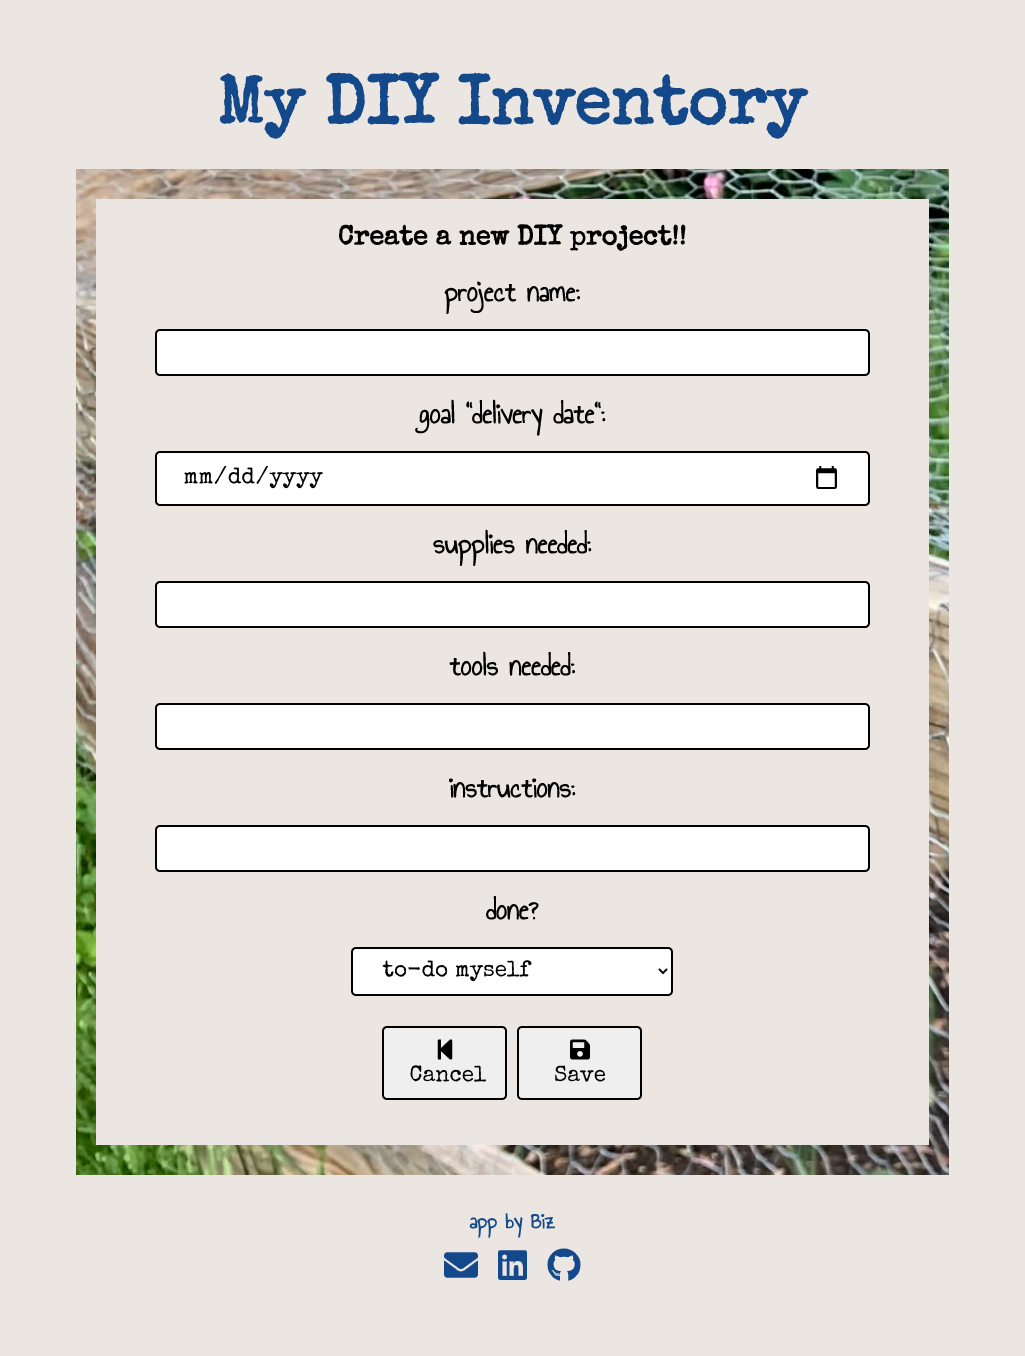 My DIY Inventory
Create a new DIY project!!
project name:
goal "delivery date":
mm/dd/yyyy
supplies needed:
tools needed:
instructions:
done?
to-do myself
Cancel
Save
app by Biz